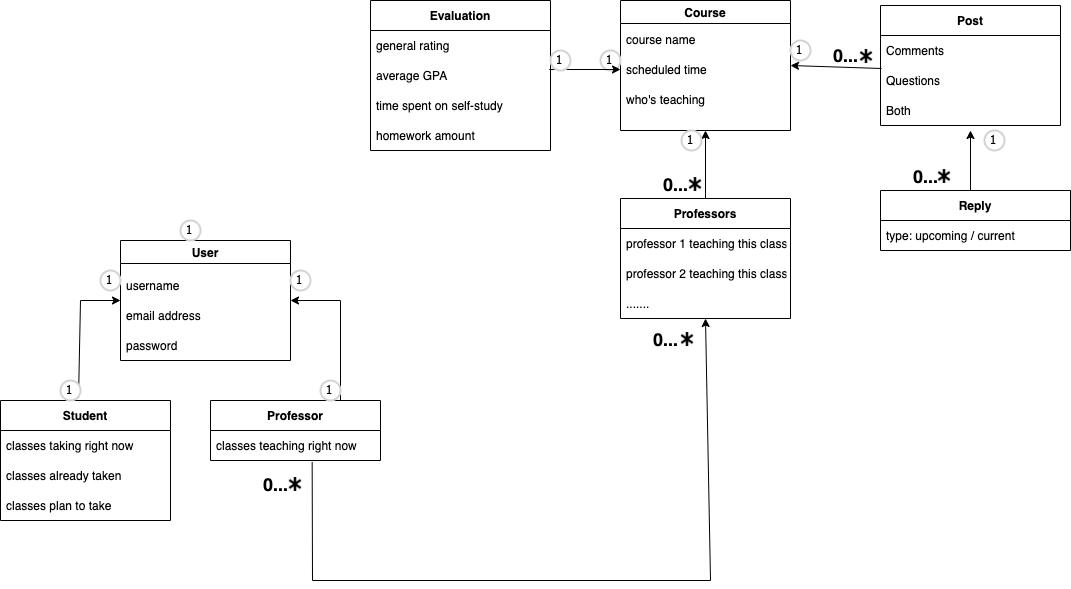 Evaluation
general rating
average GPA
time spent on self-study
homework amount
1
1
Course
course name
scheduled time
who's teaching
1
0...*
Post
Comments
Questions
Both
1
0...*
1
0...*
Reply
type: upcoming / current
Professors
professor 1 teaching this class
professor 2 teaching this class
.......
0...*
1
User
username
email address
password
1
1
1
1
Student
classes taking right now
classes already taken
classes plan to take
Professor
classes teaching right now
0...*